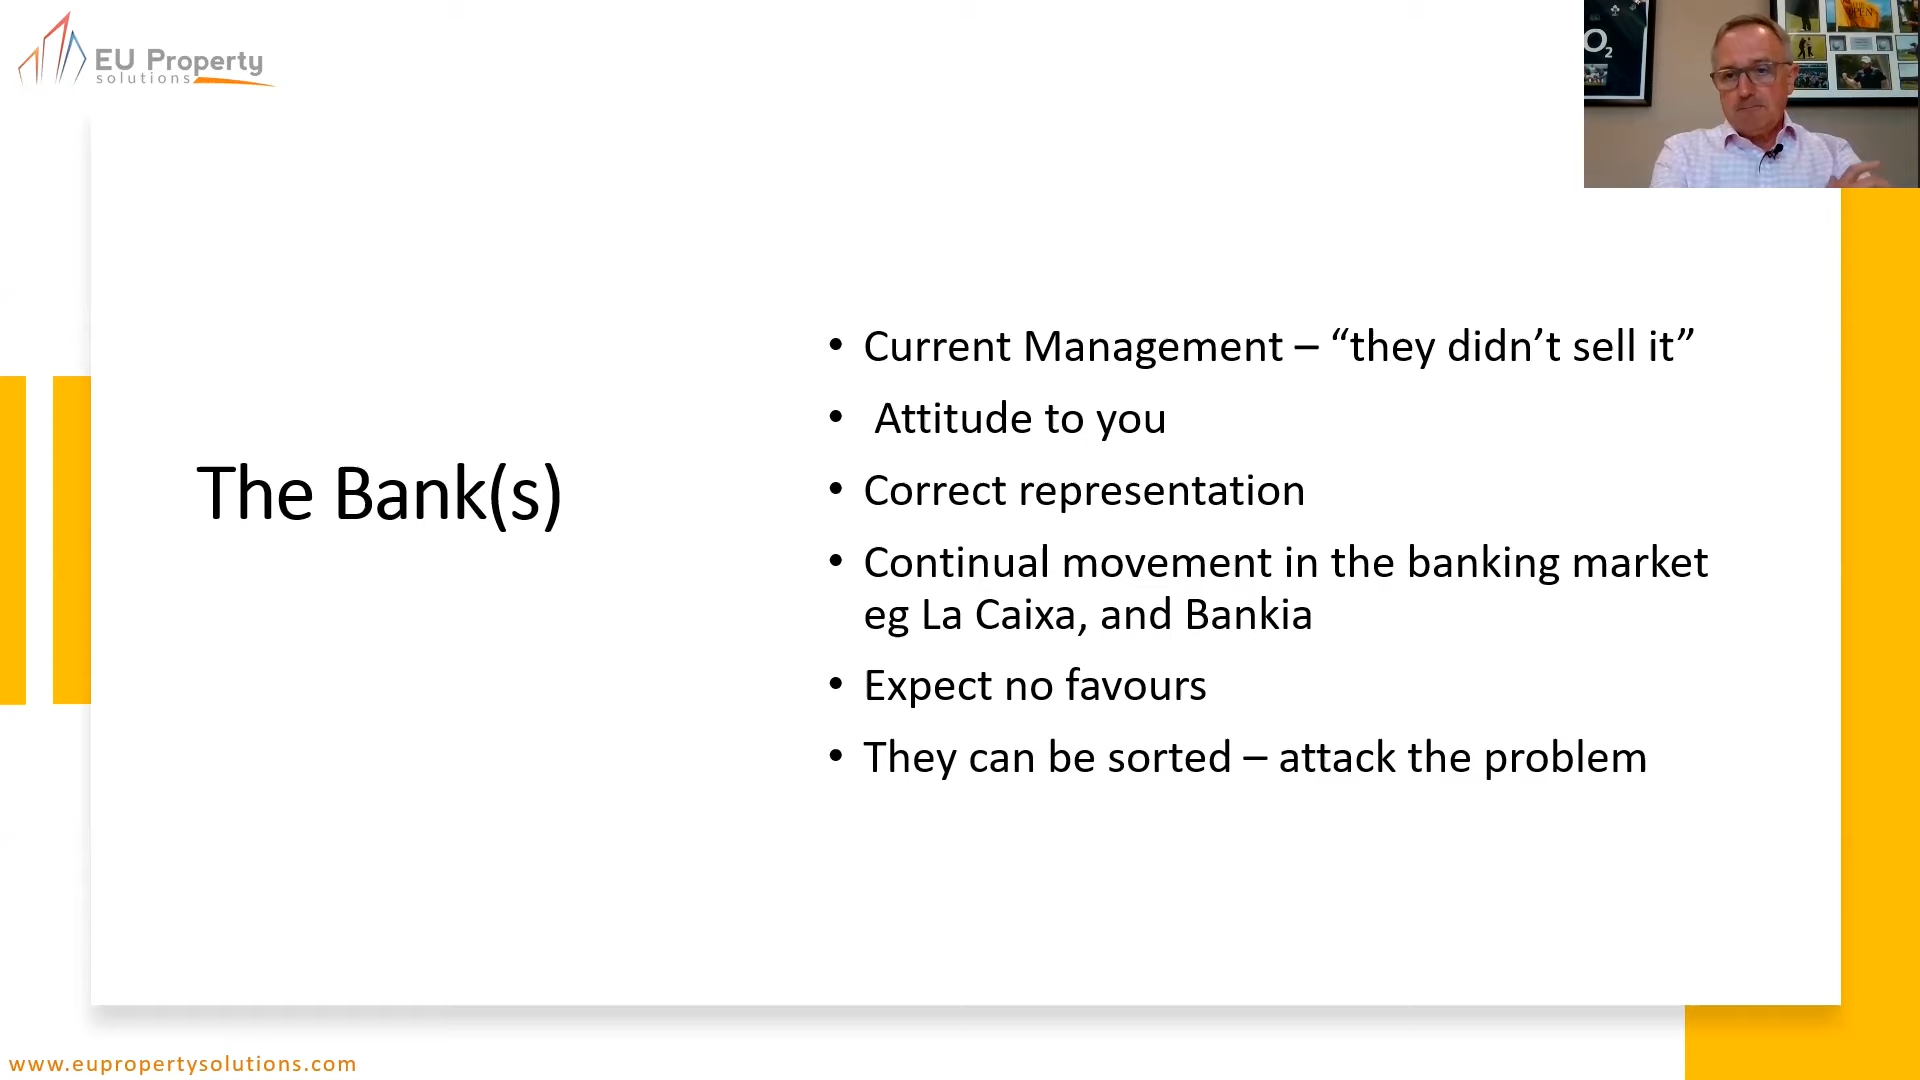 EU Property
solutions
O2
OPEN
The Bank(s)
• Current Management – “they didn’t sell it”
• Attitude to you
• Correct representation
• Continual movement in the banking market
eg La Caixa, and Bankia
• Expect no favours
• They can be sorted – attack the problem
www.eupropertysolutions.com